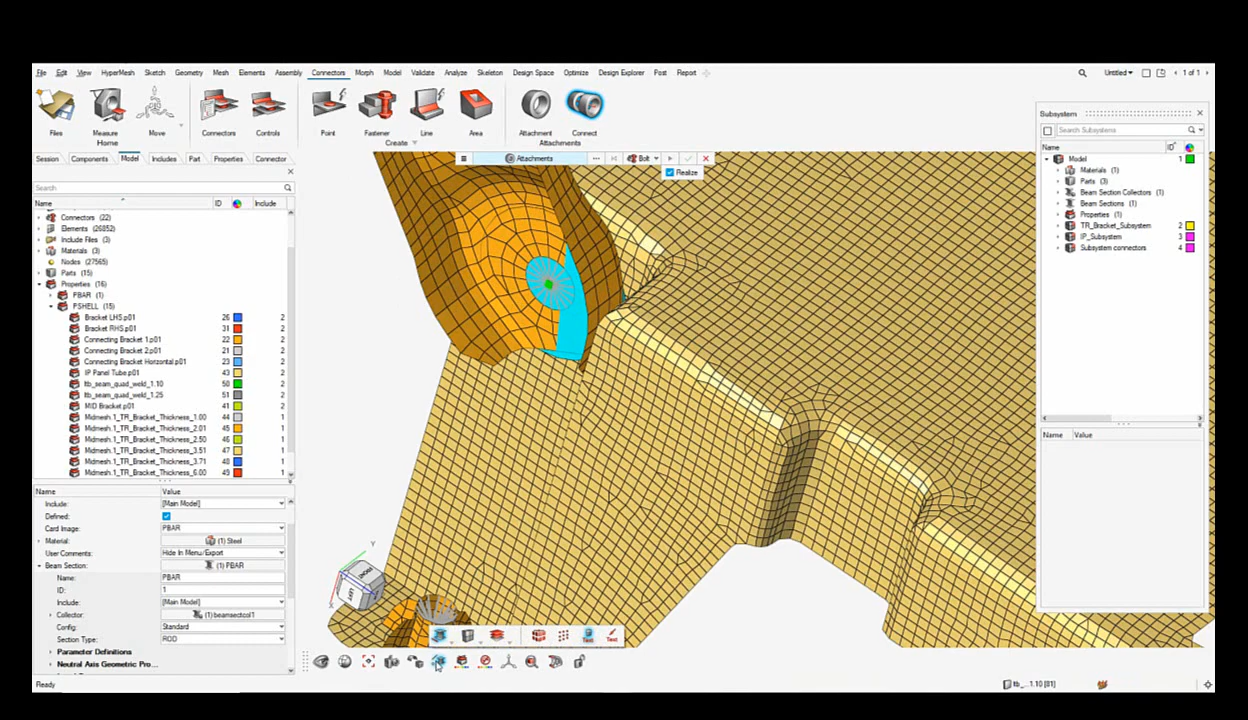 File Edit View HyperMesh Sketch Geometry Mesh Elements Assembly Connectors Morph Model Validate Analyze Skeleton Design Space Optimize Design Explorer Post Report Untitled 1 of 1
Files Measure Move Connectors Controls Point Fastener Line Area Attachment Connect
Home Create Attachments
Session Components Model Includes Part Properties Connector
Attachments Bolt
Realize
Search
Name ID Include
Connectors (22)
Elements (26852)
Include Files (3)
Materials (3)
Nodes (27565)
Parts (15)
Properties (16)
PBAR (1)
PSHELL (15)
Bracket LHS.p01 26 2
Bracket RHS.p01 31 2
Connecting Bracket 1.p01 22 2
Connecting Bracket 2.p01 21 2
Connecting Bracket Horizontal.p01 23 2
IP Panel Tube.p01 43 2
ltb_seam_quad_weld_1.10 50 2
ltb_seam_quad_weld_1.25 51 2
MID Bracket.p01 41 2
Midmesh.1_TR_Bracket_Thickness_1.00 44 1
Midmesh.1_TR_Bracket_Thickness_2.01 45 1
Midmesh.1_TR_Bracket_Thickness_2.50 46 1
Midmesh.1_TR_Bracket_Thickness_3.51 47 1
Midmesh.1_TR_Bracket_Thickness_3.71 48 1
Midmesh.1_TR_Bracket_Thickness_6.00 49 1
Name Value
Include: [Main Model]
Defined:
Card Image: PBAR
Material: (1) Steel
User Comments: Hide In Menu/Export
Beam Section: (1) PBAR
Name: PBAR
ID: 1
Include: [Main Model]
Collector: (1) beamsectcol1
Config: Standard
Section Type: ROD
Parameter Definitions
Neutral Axis Geometric Pro...
Ready
Y
FRONT
LEFT
X
Text Text
Subsystem
Search Subsystems
Name ID
Model 1
Materials (1)
Parts (3)
Beam Section Collectors (1)
Beam Sections (1)
Properties (1)
TR_Bracket_Subsystem 2
IP_Subsystem 3
Subsystem connectors 4
Name Value
tb_...1.10 [81]